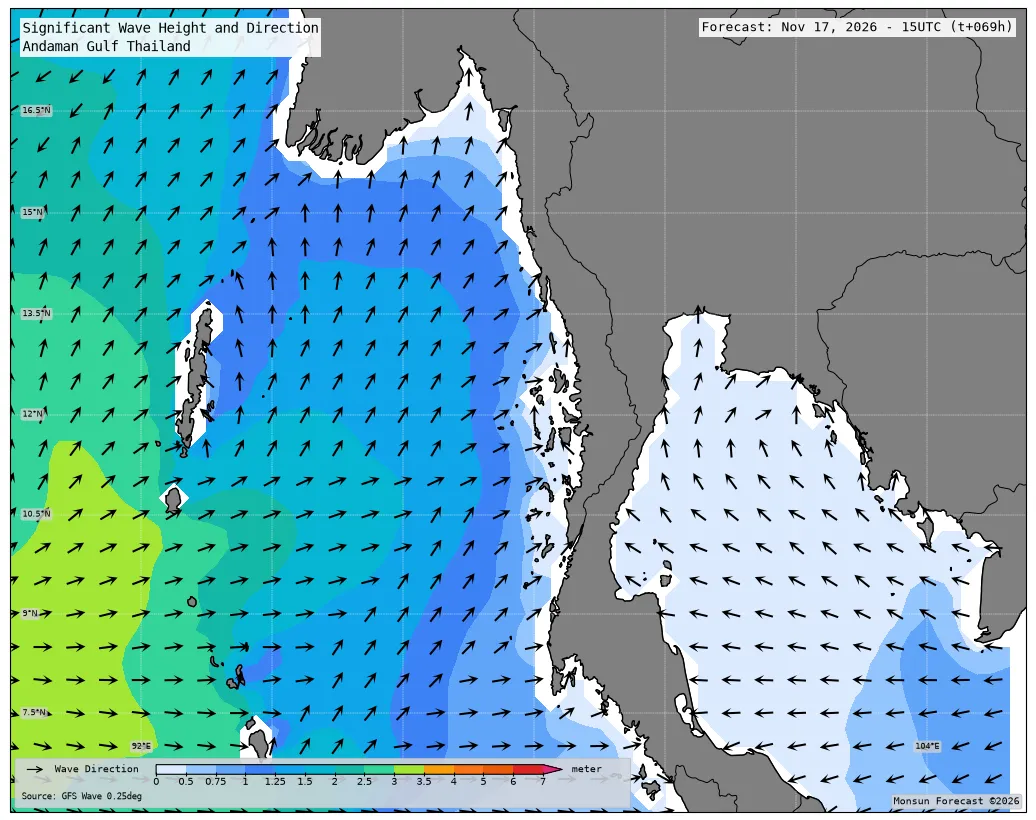 Significant Wave Height and Direction
Andaman Gulf Thailand
Forecast: Nov 17, 2026 - 15UTC (t+069h)
16.5°N
15°N
13.5°N
12°N
10.5°N
9°N
7.5°N
92°E
104°E
Wave Direction
0 0.5 0.75 1 1.25 1.5 2 2.5 3 3.5 4 5 6 7
meter
Source: GFS Wave 0.25deg
Monsun Forecast ©2026